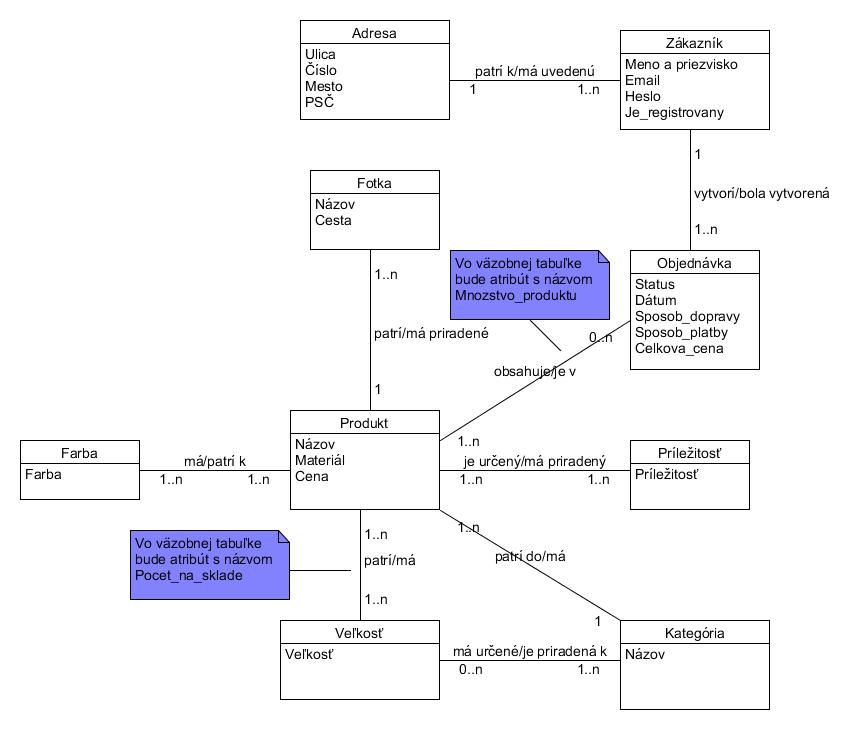 Adresa
Ulica
Číslo
Mesto
PSČ
patrí k/má uvedenú
1
1..n
Zákazník
Meno a priezvisko
Email
Heslo
Je_registrovany
1
vytvorí/bola vytvorená
1..n
Fotka
Názov
Cesta
1..n
patrí/má priradené
1
Vo väzobnej tabuľke
bude atribút s názvom
Mnozstvo_produktu
Objednávka
Status
Dátum
Sposob_dopravy
Sposob_platby
Celkova_cena
0..n
obsahuje/je v
1..n
Produkt
Názov
Materiál
Cena
Farba
Farba
má/patrí k
1..n
1..n
je určený/má priradený
1..n
1..n
Príležitosť
Príležitosť
1..n
patrí do/má
1
Vo väzobnej tabuľke
bude atribút s názvom
Pocet_na_sklade
1..n
patrí/má
1..n
Veľkosť
Veľkosť
má určené/je priradená k
0..n
1..n
Kategória
Názov